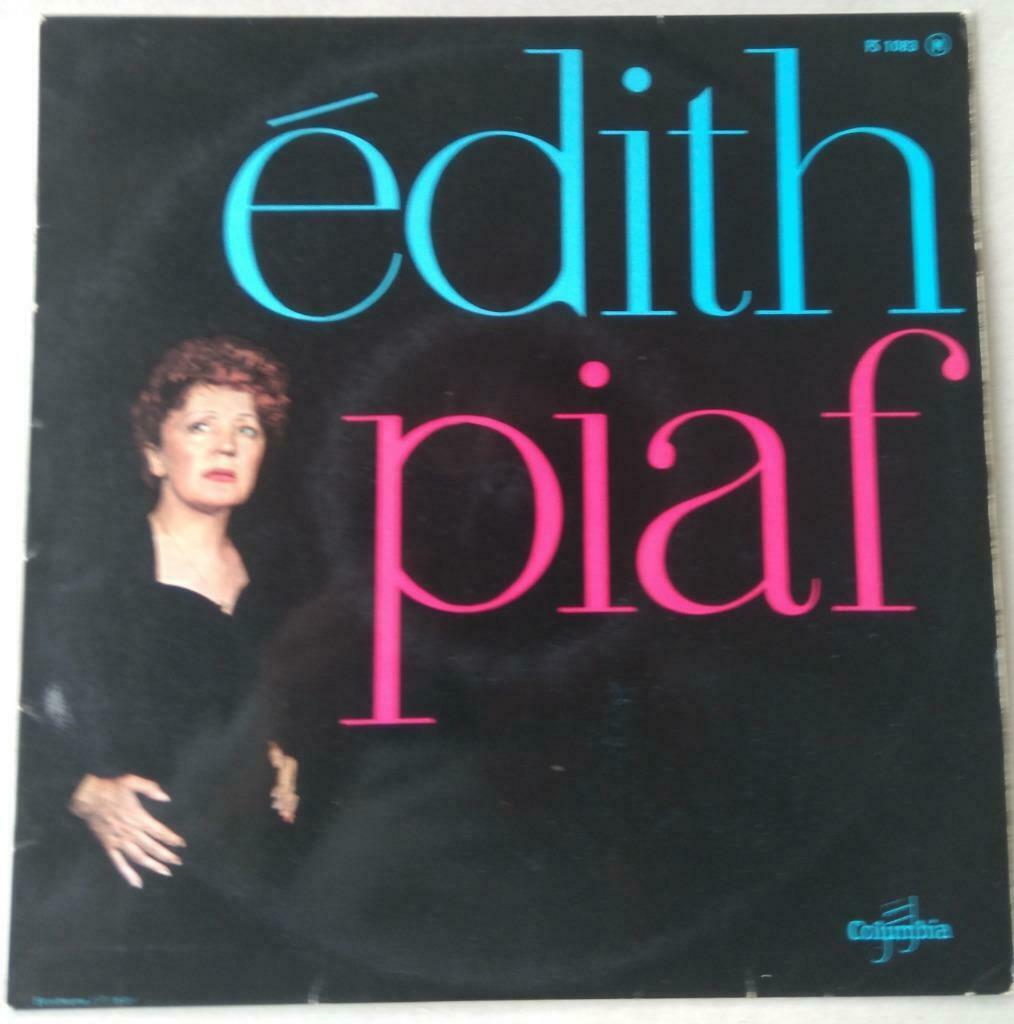 FS 1083 N
édith
piaf
Columbia